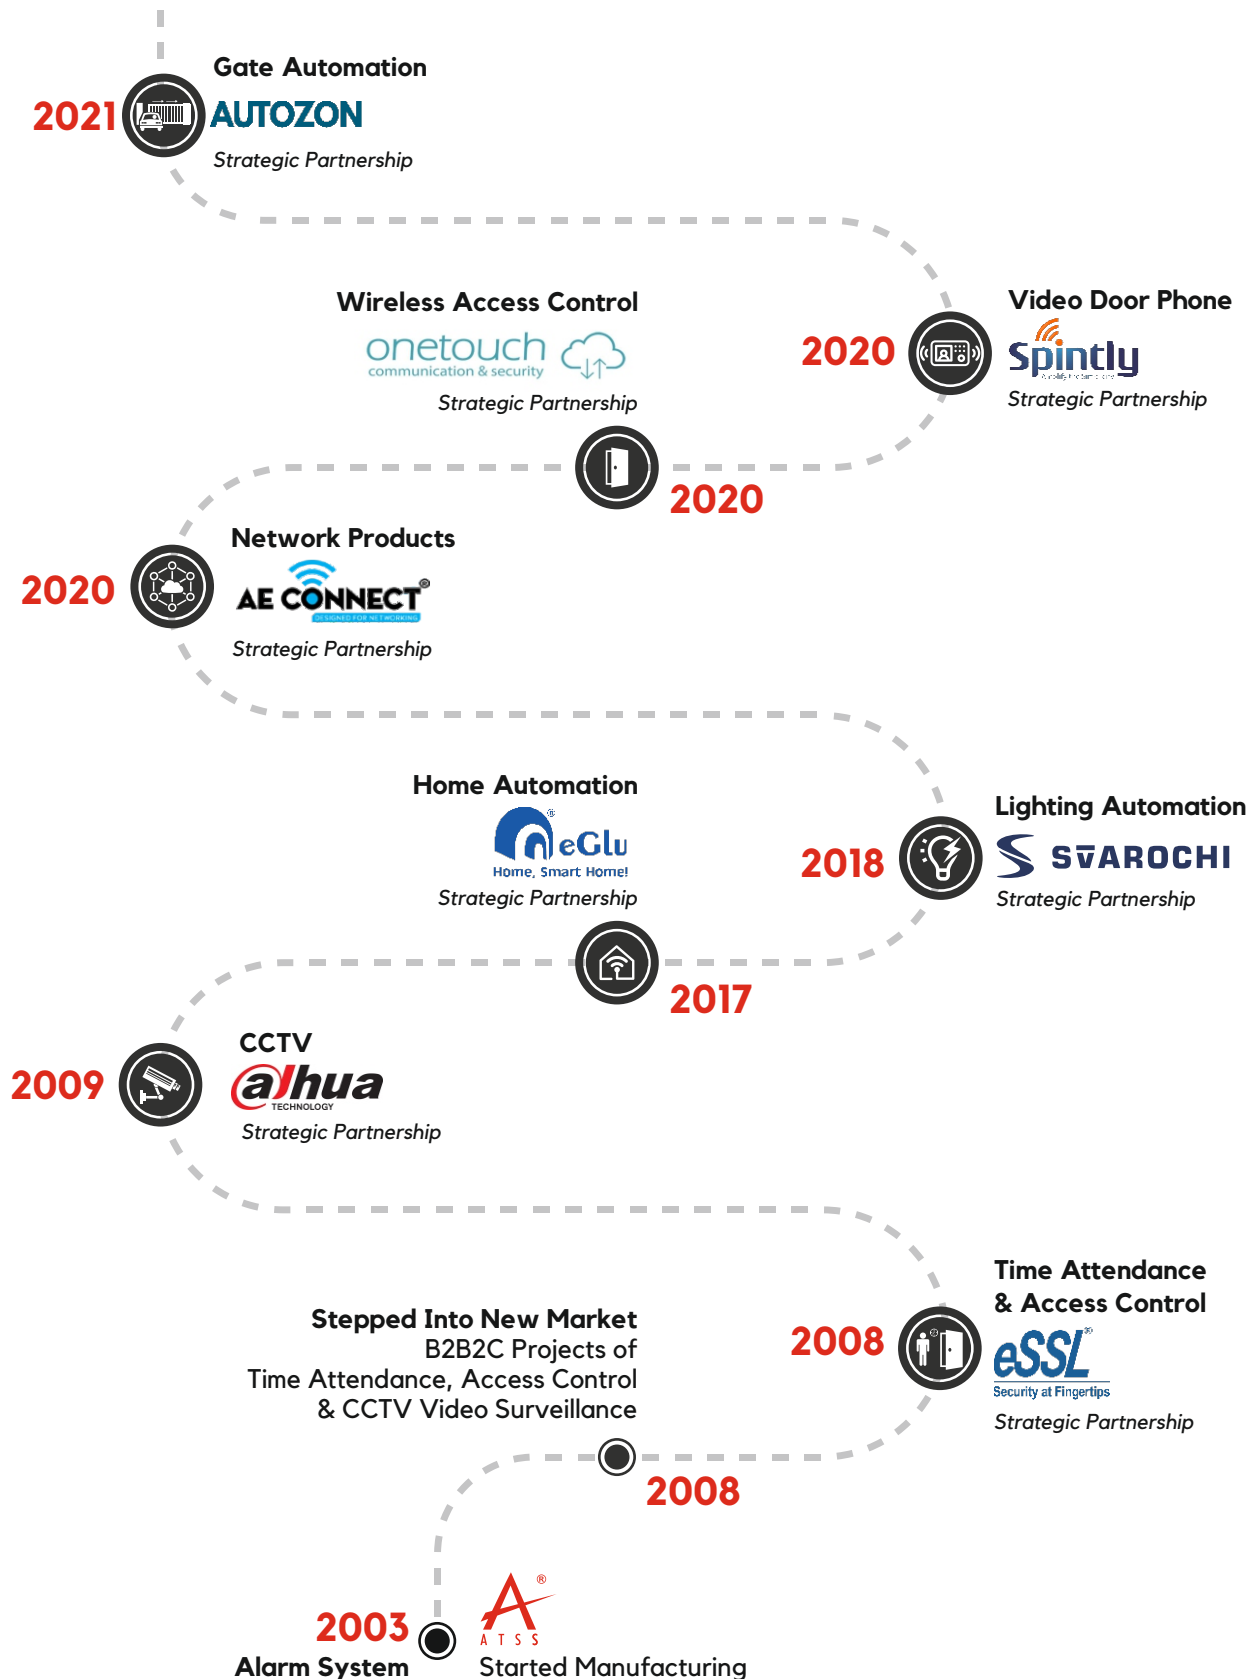 Gate Automation
2021
AUTOZON
Strategic Partnership
Wireless Access Control
onetouch
communication & security
Strategic Partnership
2020
Video Door Phone
2020
Spintly
Strategic Partnership
Network Products
2020
AE CONNECT®
DESIGNED FOR NETWORKING
Strategic Partnership
Home Automation
eGlu®
Home, Smart Home!
Strategic Partnership
2017
Lighting Automation
2018
SVAROCHI
Strategic Partnership
CCTV
2009
alhua
TECHNOLOGY
Strategic Partnership
Time Attendance
& Access Control
2008
eSSL®
Security at Fingertips
Strategic Partnership
Stepped Into New Market
B2B2C Projects of
Time Attendance, Access Control
& CCTV Video Surveillance
2008
2003
Alarm System
®
ATSS
Started Manufacturing